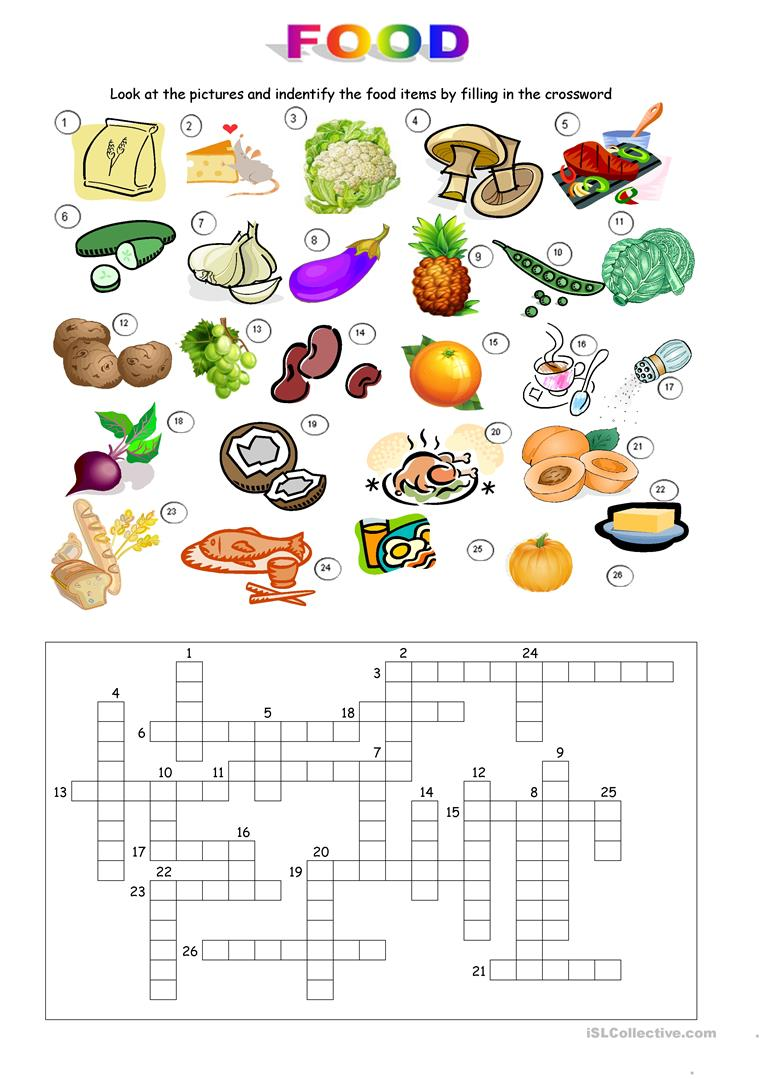 FOOD
Look at the pictures and indentify the food items by filling in the crossword
1 2 3 4 5
6 7 8 9 10 11
12 13 14 15 16 17
18 19 20 21 22
23 24 25 26
1 2 24
3
4
5 18
6
7 9
10 11 12
13 14 8 25
15
16
17 20
22 19
23
26
21
iSLCollective.com